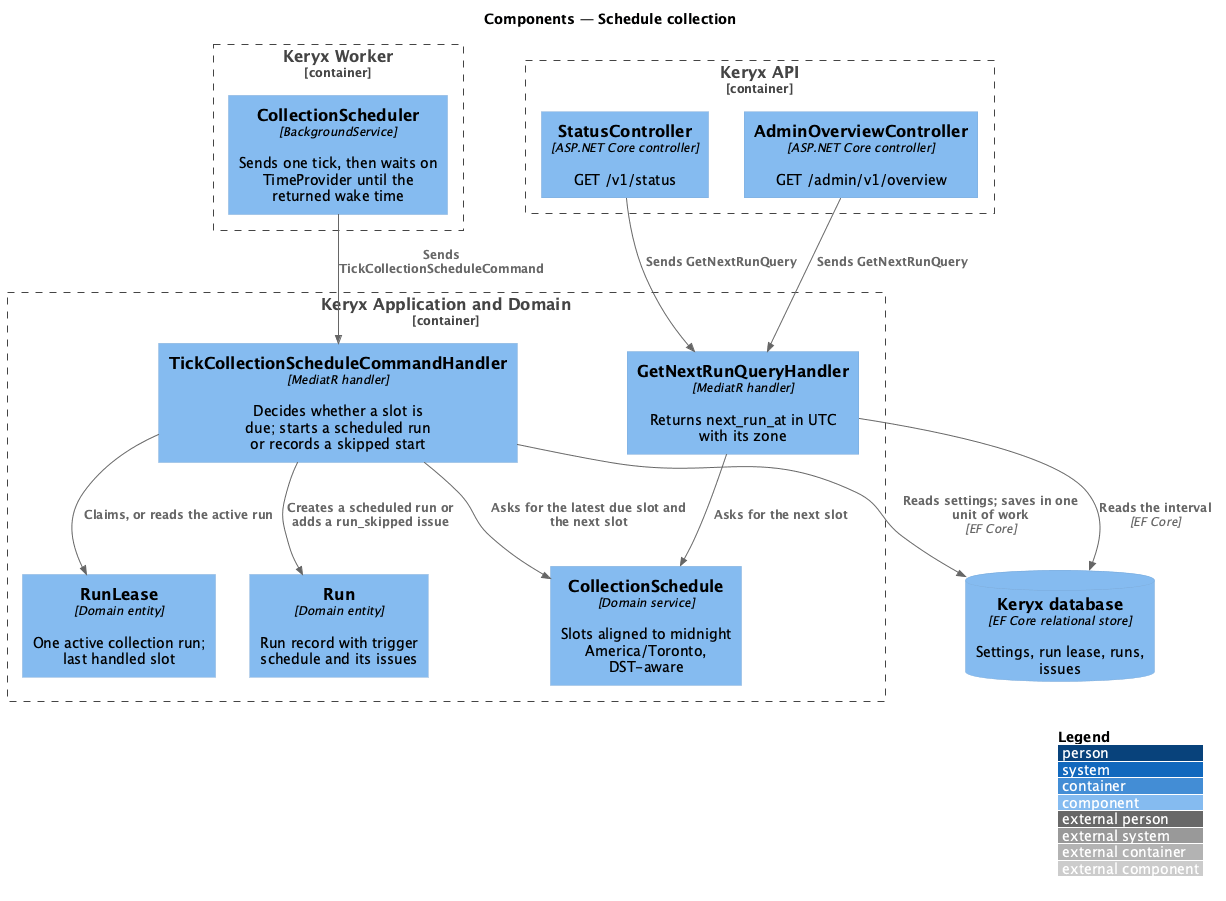 Components — Schedule collection
Keryx Worker
[container]
CollectionScheduler
[BackgroundService]
Sends one tick, then waits on
TimeProvider until the
returned wake time
Keryx API
[container]
StatusController
[ASP.NET Core controller]
GET /v1/status
AdminOverviewController
[ASP.NET Core controller]
GET /admin/v1/overview
Sends
TickCollectionScheduleCommand
Sends GetNextRunQuery
Sends GetNextRunQuery
Keryx Application and Domain
[container]
TickCollectionScheduleCommandHandler
[MediatR handler]
Decides whether a slot is
due; starts a scheduled run
or records a skipped start
GetNextRunQueryHandler
[MediatR handler]
Returns next_run_at in UTC
with its zone
Claims, or reads the active run
Creates a scheduled run or
adds a run_skipped issue
Asks for the latest due slot and
the next slot
Asks for the next slot
Reads settings; saves in one
unit of work
[EF Core]
Reads the interval
[EF Core]
RunLease
[Domain entity]
One active collection run;
last handled slot
Run
[Domain entity]
Run record with trigger
schedule and its issues
CollectionSchedule
[Domain service]
Slots aligned to midnight
America/Toronto,
DST-aware
Keryx database
[EF Core relational store]
Settings, run lease, runs,
issues
Legend
person
system
container
component
external person
external system
external container
external component